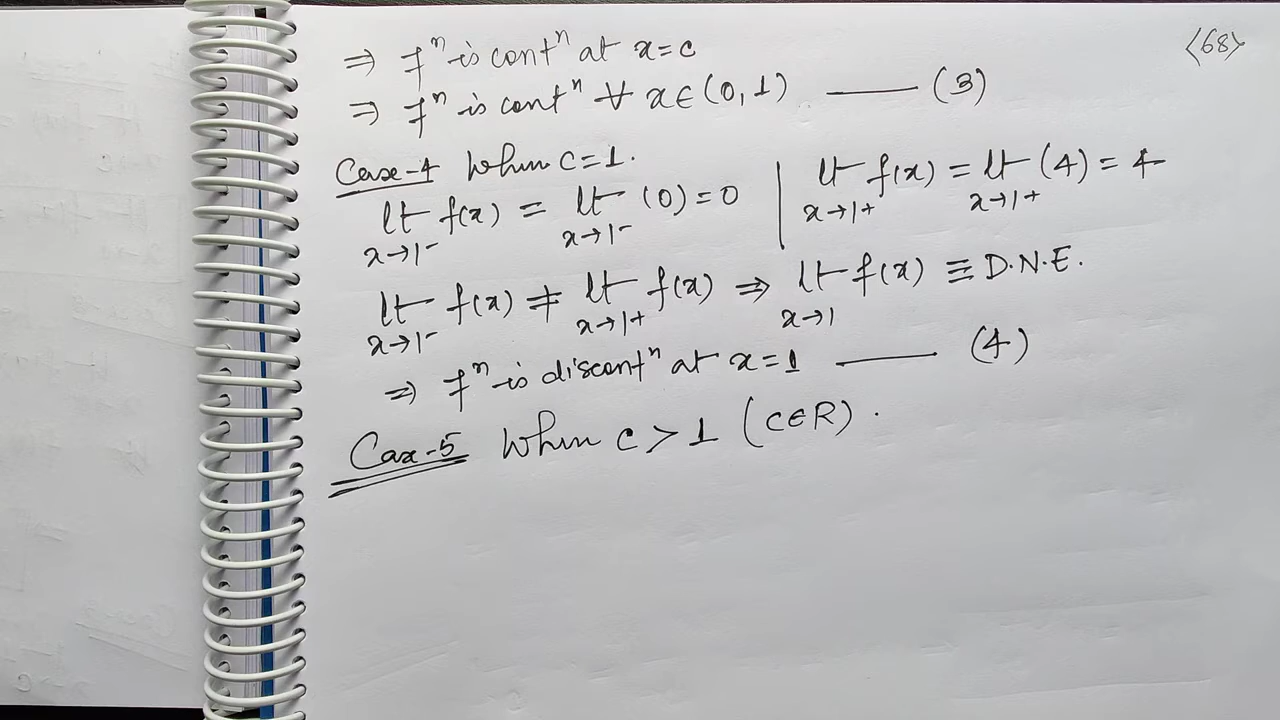 <68>
⇒ fⁿ is contⁿ at x=c
⇒ fⁿ is contⁿ ∀ x∈(0,1) —— (3)
Case-4 When c=1.
lt f(x) = lt (0)=0 | lt f(x) = lt (4) = 4
x→1⁻ x→1⁻ x→1+ x→1+
lt f(x) ≠ lt f(x) ⇒ lt f(x) ≡ D.N.E.
x→1⁻ x→1+ x→1
⇒ fⁿ is discontⁿ at x=1 —— (4)
Case-5 When c>1 (c∈R).